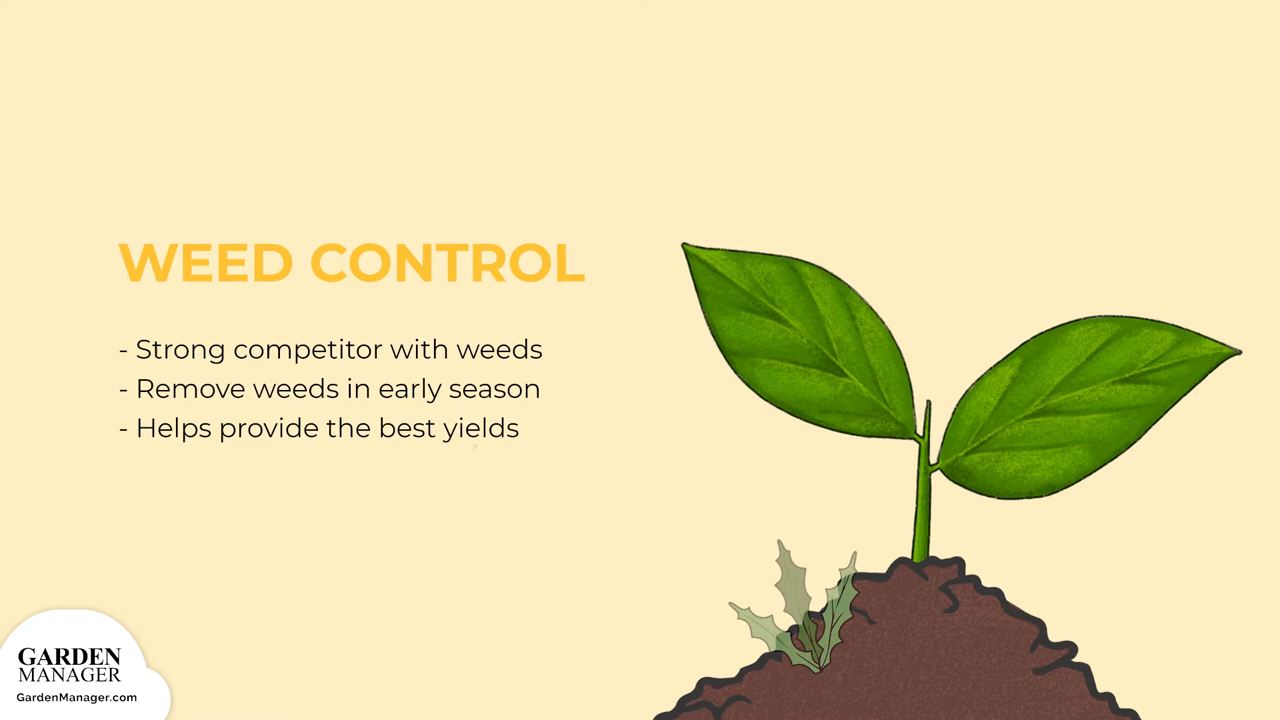 WEED CONTROL
- Strong competitor with weeds
- Remove weeds in early season
- Helps provide the best yields
GARDEN
MANAGER
GardenManager.com